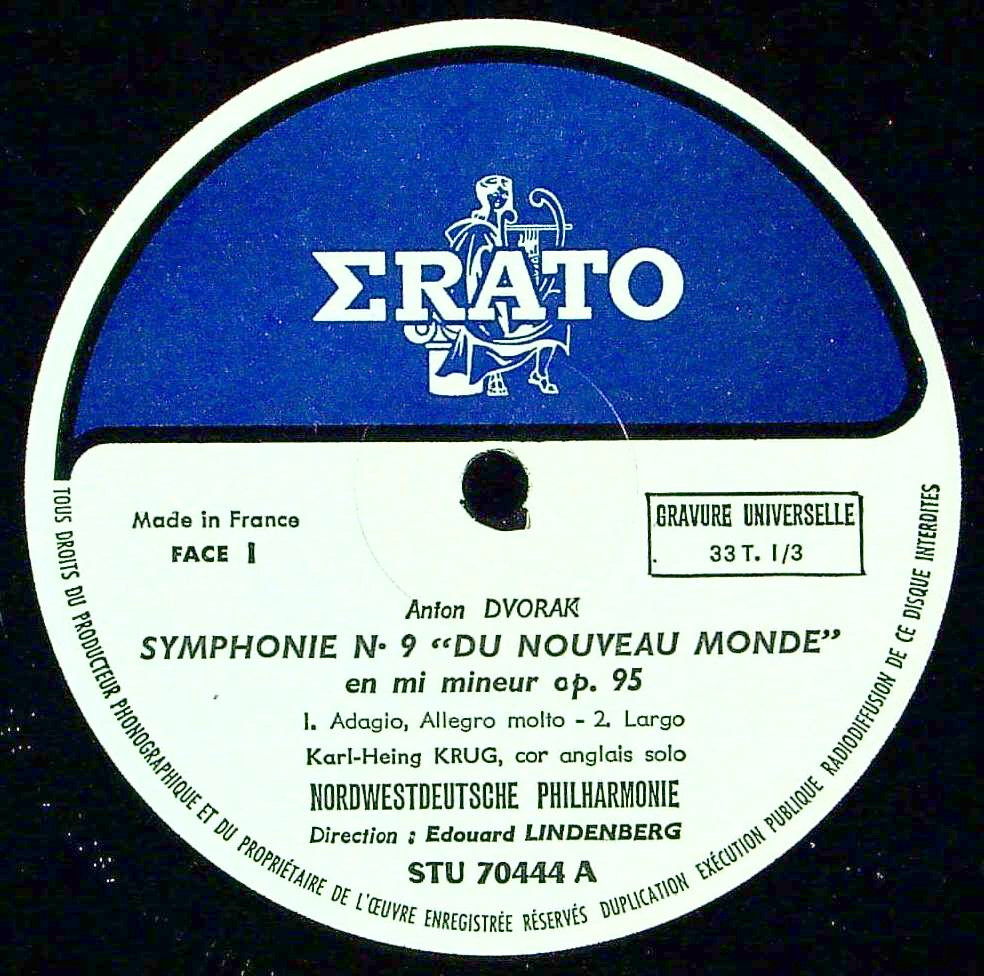 ΣRATO
Made in France
FACE 1
GRAVURE UNIVERSELLE
33 T. 1/3
Anton DVORAK
SYMPHONIE N• 9 “DU NOUVEAU MONDE”
en mi mineur op. 95
1. Adagio, Allegro molto - 2. Largo
Karl-Heing KRUG, cor anglais solo
NORDWESTDEUTSCHE PHILHARMONIE
Direction : Edouard LINDENBERG
STU 70444 A
TOUS DROITS DU PRODUCTEUR PHONOGRAPHIQUE ET DU PROPRIÉTAIRE DE L'ŒUVRE ENREGISTRÉE RÉSERVÉS DUPLICATION EXÉCUTION PUBLIQUE RADIODIFFUSION DE CE DISQUE INTERDITES